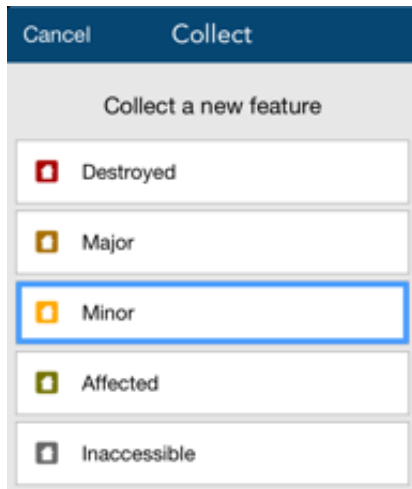 Cancel Collect
Collect a new feature
Destroyed
Major
Minor
Affected
Inaccessible